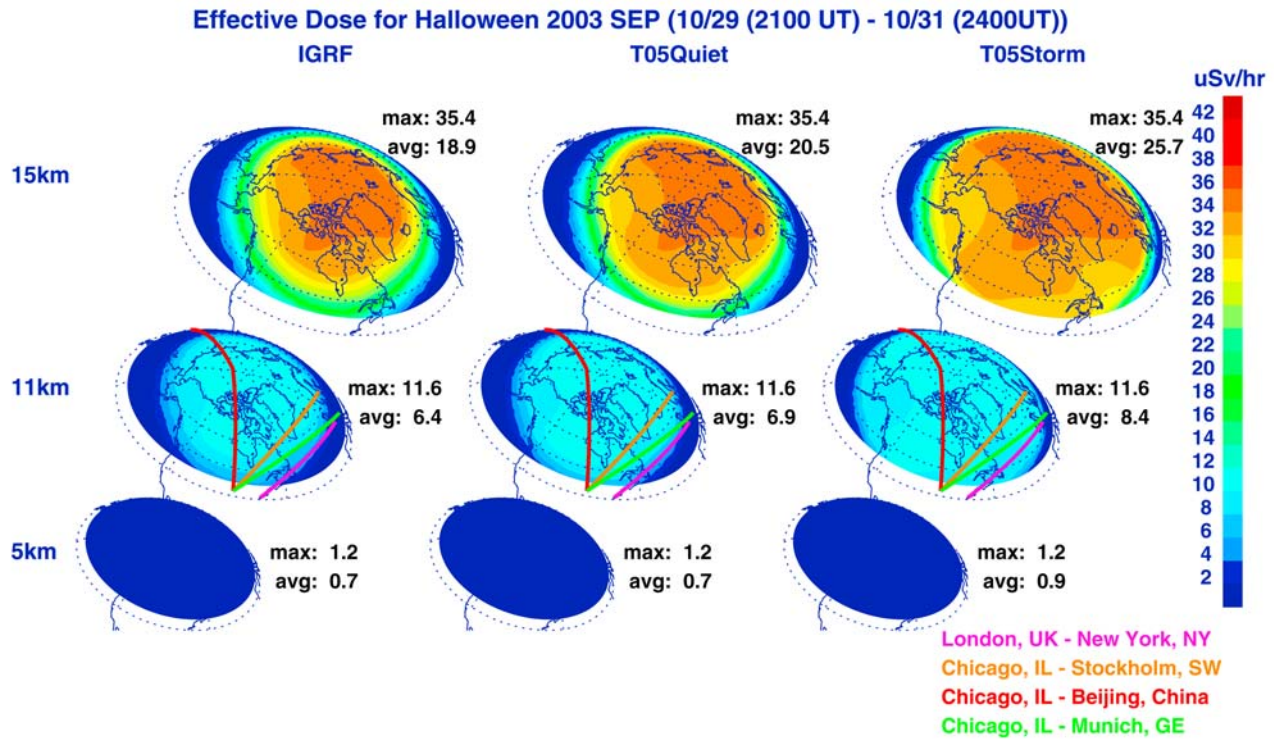 Effective Dose for Halloween 2003 SEP (10/29 (2100 UT) - 10/31 (2400UT))
IGRF
T05Quiet
T05Storm
uSv/hr
15km
max: 35.4
avg: 18.9
max: 35.4
avg: 20.5
max: 35.4
avg: 25.7
11km
max: 11.6
avg: 6.4
max: 11.6
avg: 6.9
max: 11.6
avg: 8.4
5km
max: 1.2
avg: 0.7
max: 1.2
avg: 0.7
max: 1.2
avg: 0.9
42
40
38
36
34
32
30
28
26
24
22
20
18
16
14
12
10
8
6
4
2
London, UK - New York, NY
Chicago, IL - Stockholm, SW
Chicago, IL - Beijing, China
Chicago, IL - Munich, GE